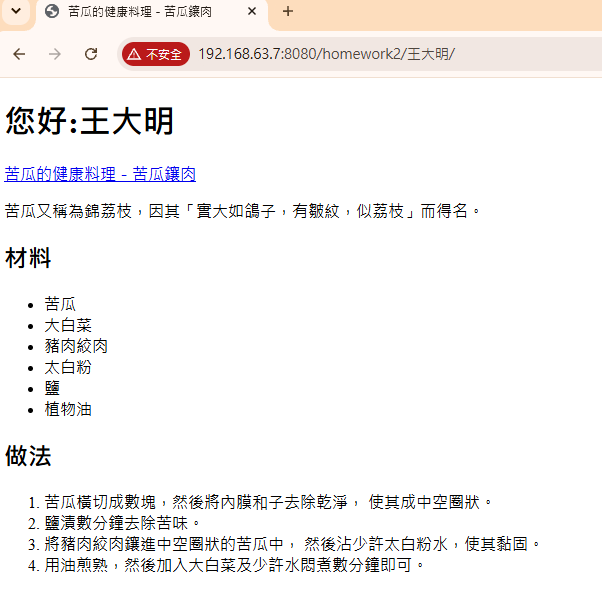 苦瓜的健康料理 - 苦瓜鑲肉
不安全 192.168.63.7:8080/homework2/王大明/
您好:王大明
苦瓜的健康料理 - 苦瓜鑲肉
苦瓜又稱為錦荔枝，因其「實大如鴿子，有皺紋，似荔枝」而得名。
材料
苦瓜
大白菜
豬肉絞肉
太白粉
鹽
植物油
做法
1. 苦瓜橫切成數塊，然後將內膜和子去除乾淨， 使其成中空圈狀。
2. 鹽漬數分鐘去除苦味。
3. 將豬肉絞肉鑲進中空圈狀的苦瓜中， 然後沾少許太白粉水，使其黏固。
4. 用油煎熟，然後加入大白菜及少許水悶煮數分鐘即可。